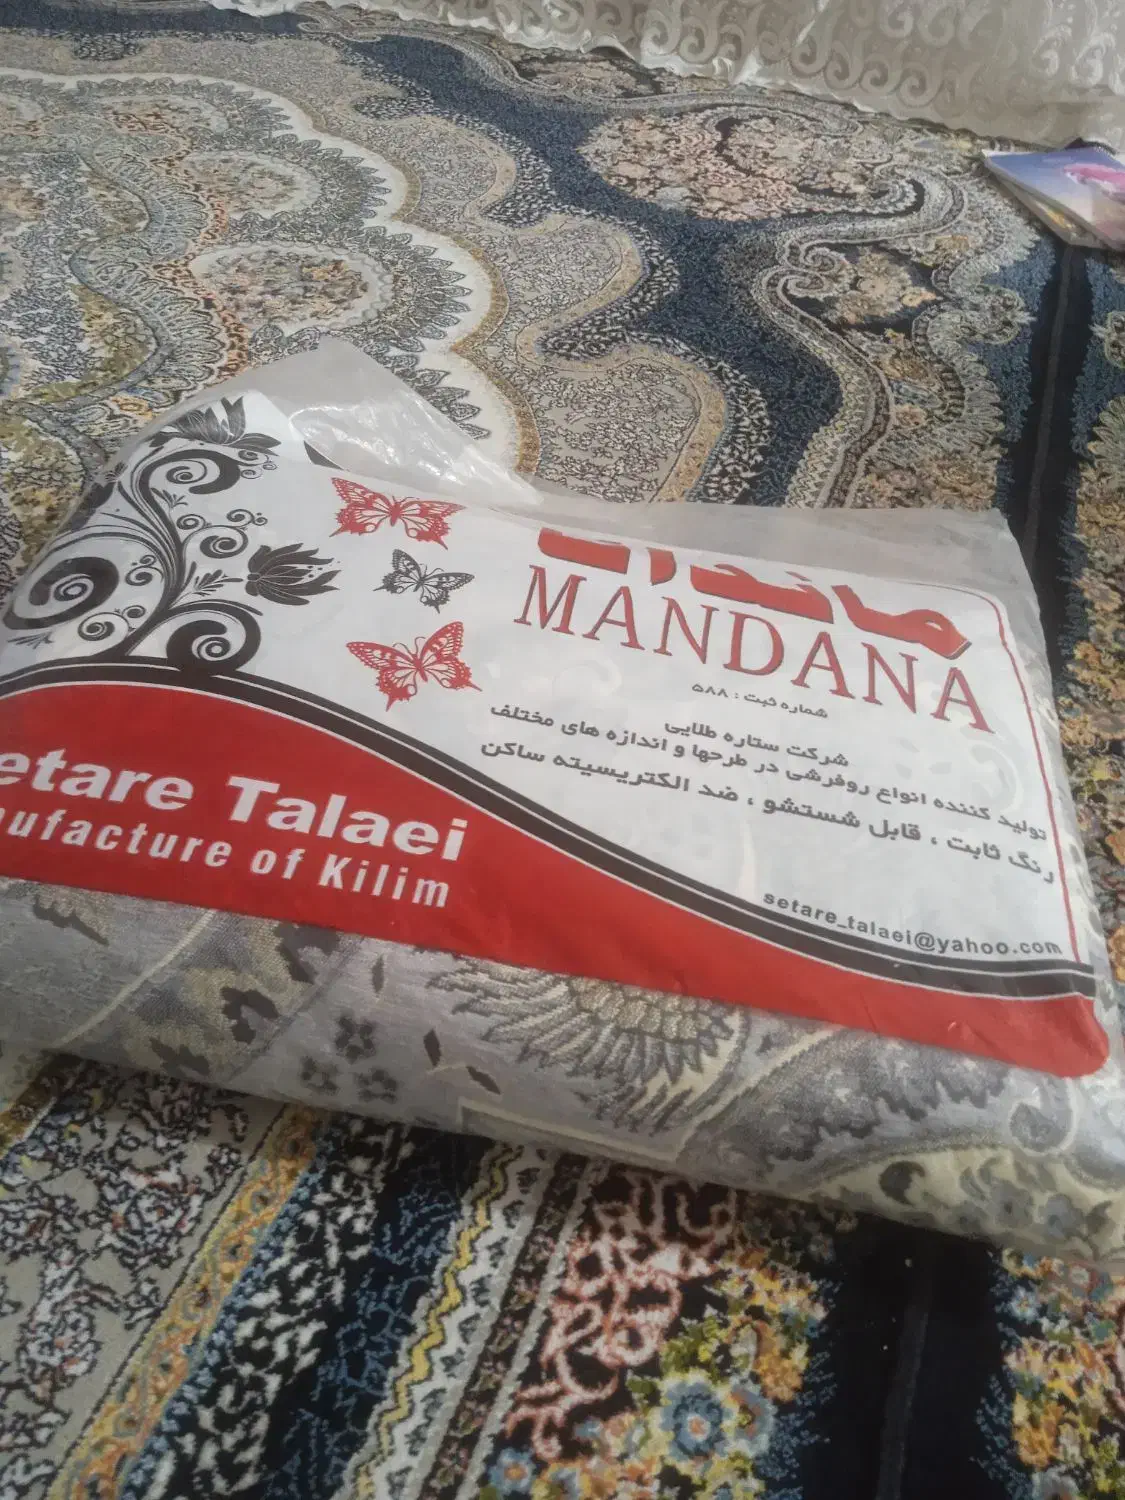 ماندانا
MANDANA
شماره ثبت : ۵۸۸
شرکت ستاره طلایی
تولید کننده انواع روفرشی در طرحها و اندازه های مختلف
رنگ ثابت ، قابل شستشو ، ضد الکتریسیته ساکن
setare_talaei@yahoo.com
etare Talaei
ufacture of Kilim